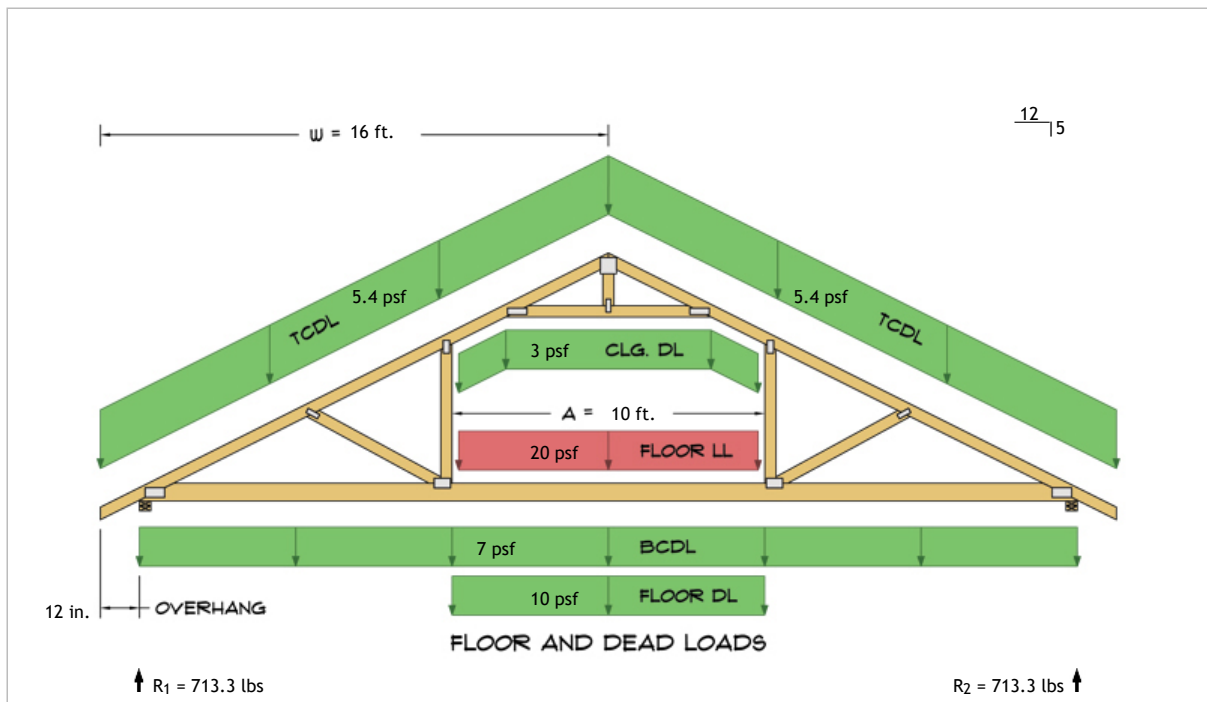 12
5
W = 16 ft.
5.4 psf
TCDL
5.4 psf
TCDL
3 psf CLG. DL
A = 10 ft.
20 psf FLOOR LL
7 psf BCDL
10 psf FLOOR DL
12 in. OVERHANG
FLOOR AND DEAD LOADS
R1 = 713.3 lbs
R2 = 713.3 lbs